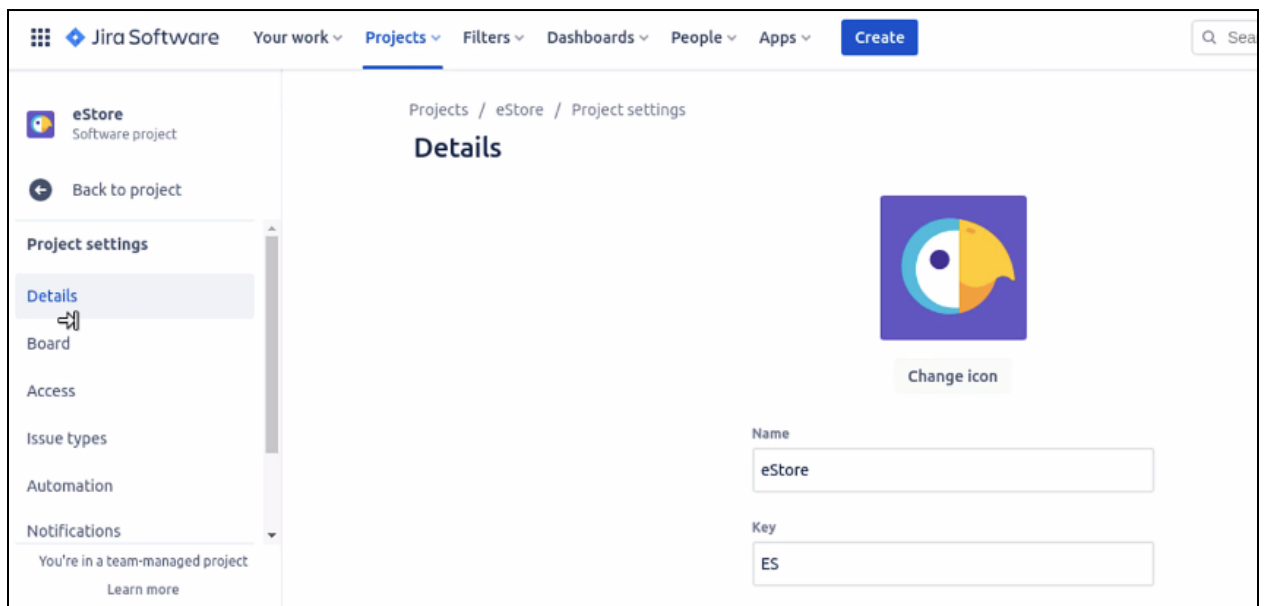 Jira Software Your work Projects Filters Dashboards People Apps Create
eStore
Software project
Back to project
Project settings
Details
Board
Access
Issue types
Automation
Notifications
You're in a team-managed project
Learn more
Projects / eStore / Project settings
Details
Change icon
Name
eStore
Key
ES